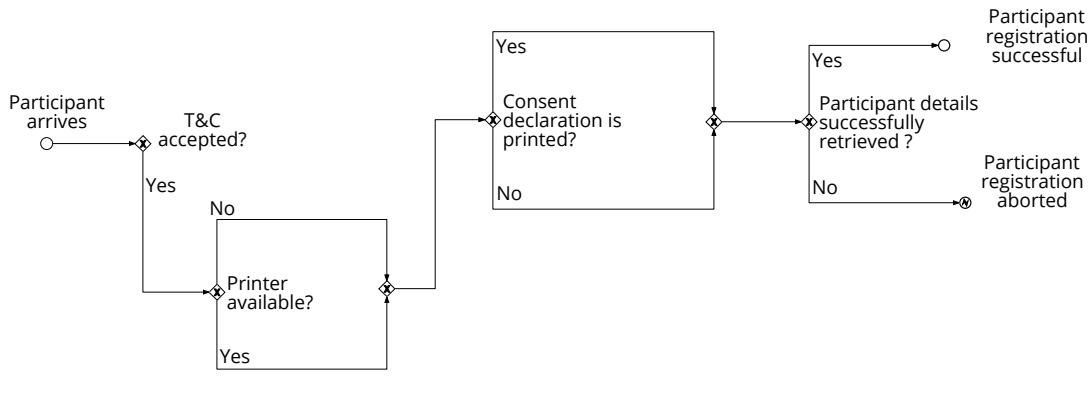 Participant
arrives
T&C
accepted?
Yes
No
Printer
available?
Yes
Yes
Consent
declaration is
printed?
No
Participant details
successfully
retrieved ?
Yes
No
Participant
registration
successful
Participant
registration
aborted